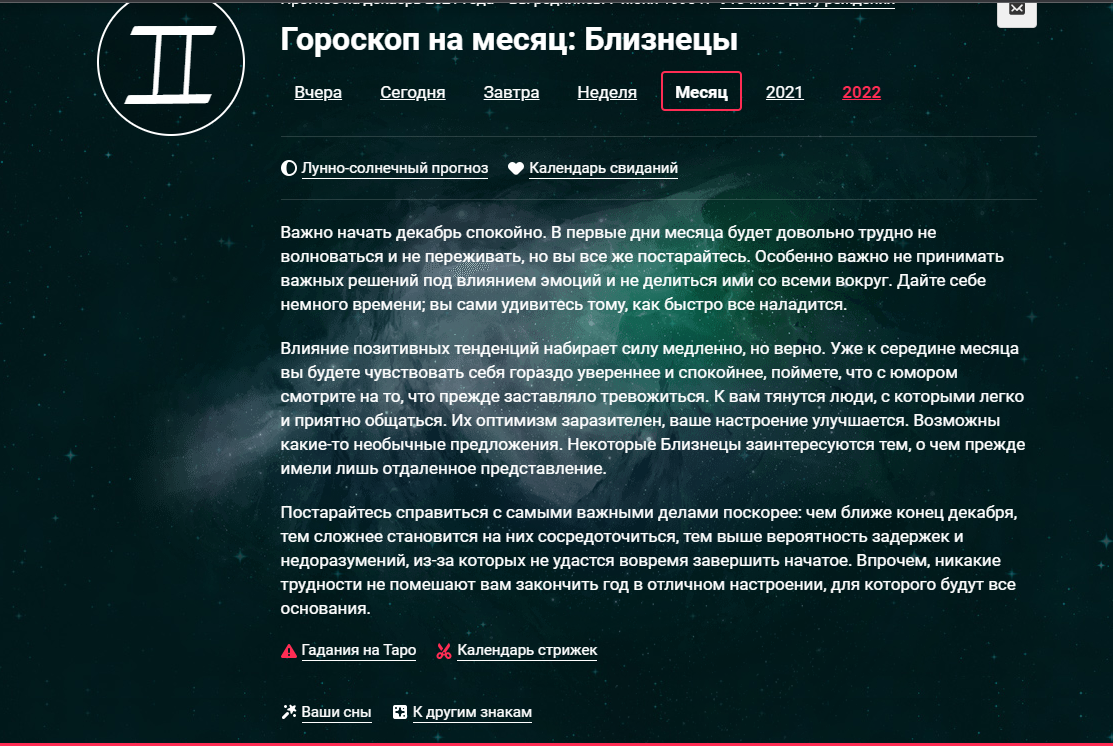 Гороскоп на месяц: Близнецы
Вчера Сегодня Завтра Неделя Месяц 2021 2022
Лунно-солнечный прогноз Календарь свиданий
Важно начать декабрь спокойно. В первые дни месяца будет довольно трудно не
волноваться и не переживать, но вы все же постарайтесь. Особенно важно не принимать
важных решений под влиянием эмоций и не делиться ими со всеми вокруг. Дайте себе
немного времени; вы сами удивитесь тому, как быстро все наладится.
Влияние позитивных тенденций набирает силу медленно, но верно. Уже к середине месяца
вы будете чувствовать себя гораздо увереннее и спокойнее, поймете, что с юмором
смотрите на то, что прежде заставляло тревожиться. К вам тянутся люди, с которыми легко
и приятно общаться. Их оптимизм заразителен, ваше настроение улучшается. Возможны
какие-то необычные предложения. Некоторые Близнецы заинтересуются тем, о чем прежде
имели лишь отдаленное представление.
Постарайтесь справиться с самыми важными делами поскорее: чем ближе конец декабря,
тем сложнее становится на них сосредоточиться, тем выше вероятность задержек и
недоразумений, из-за которых не удастся вовремя завершить начатое. Впрочем, никакие
трудности не помешают вам закончить год в отличном настроении, для которого будут все
основания.
Гадания на Таро Календарь стрижек
Ваши сны К другим знакам